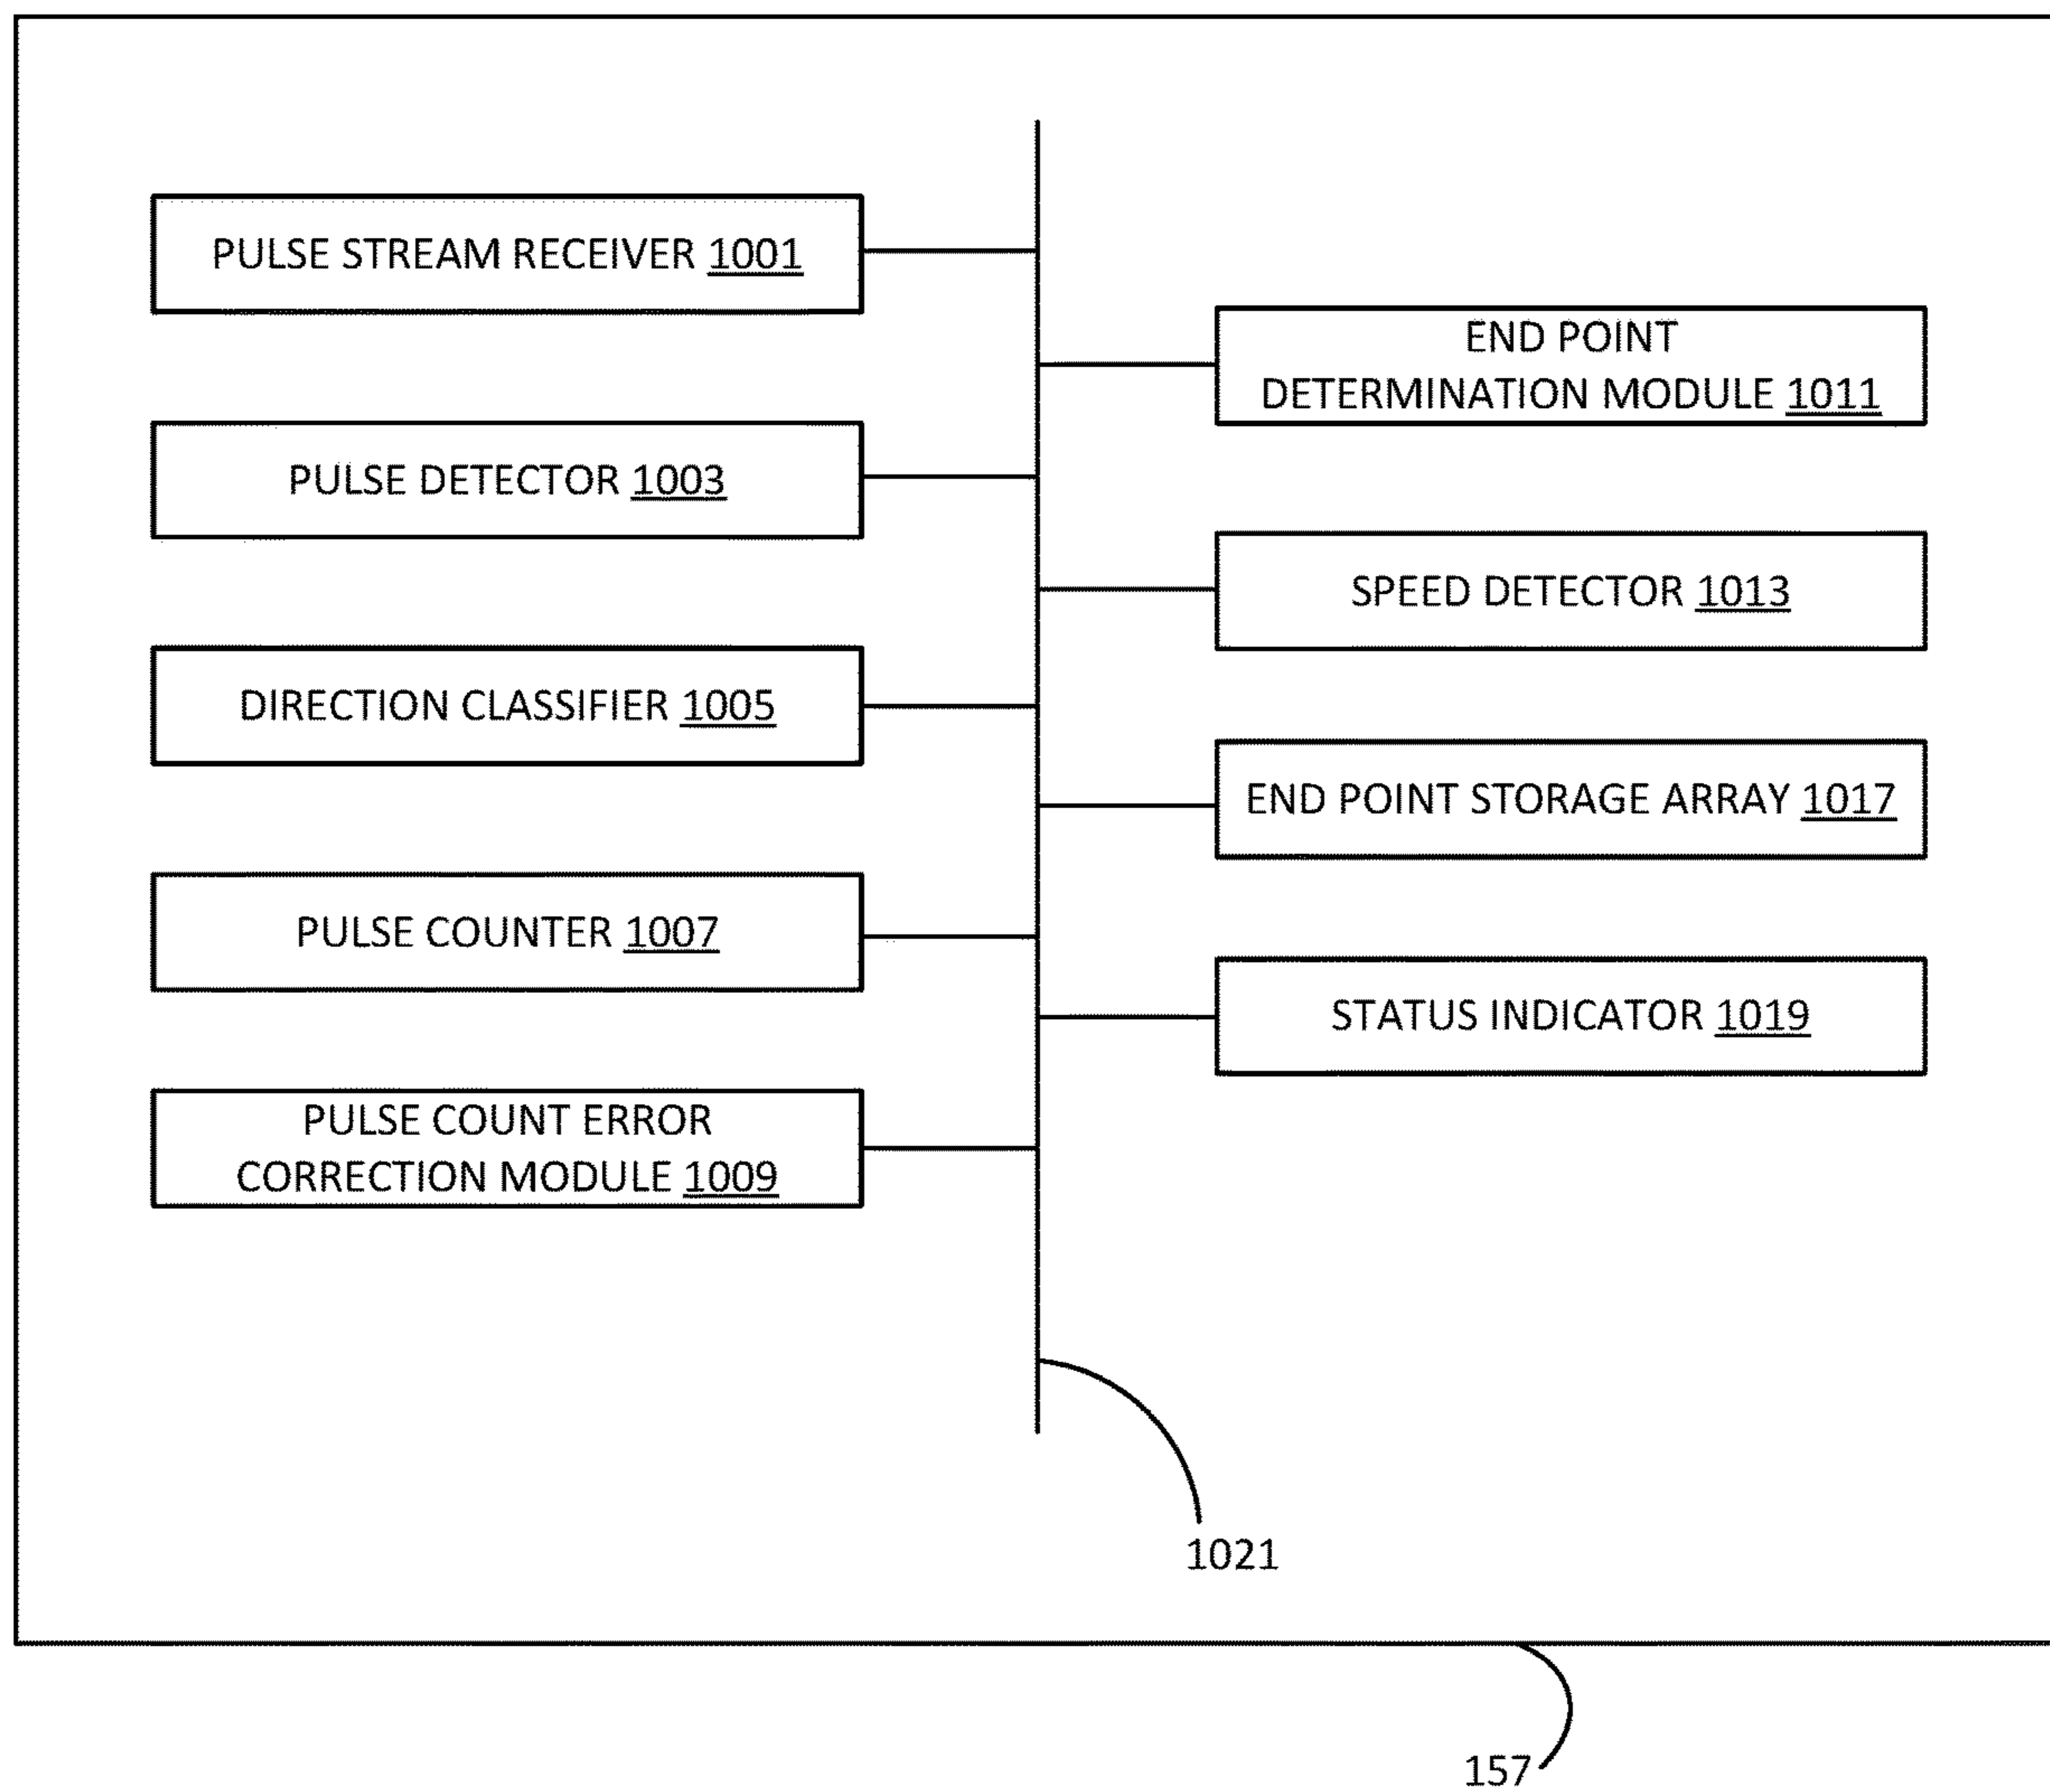 PULSE STREAM RECEIVER 1001
PULSE DETECTOR 1003
DIRECTION CLASSIFIER 1005
PULSE COUNTER 1007
PULSE COUNT ERROR
CORRECTION MODULE 1009
END POINT
DETERMINATION MODULE 1011
SPEED DETECTOR 1013
END POINT STORAGE ARRAY 1017
STATUS INDICATOR 1019
1021
157